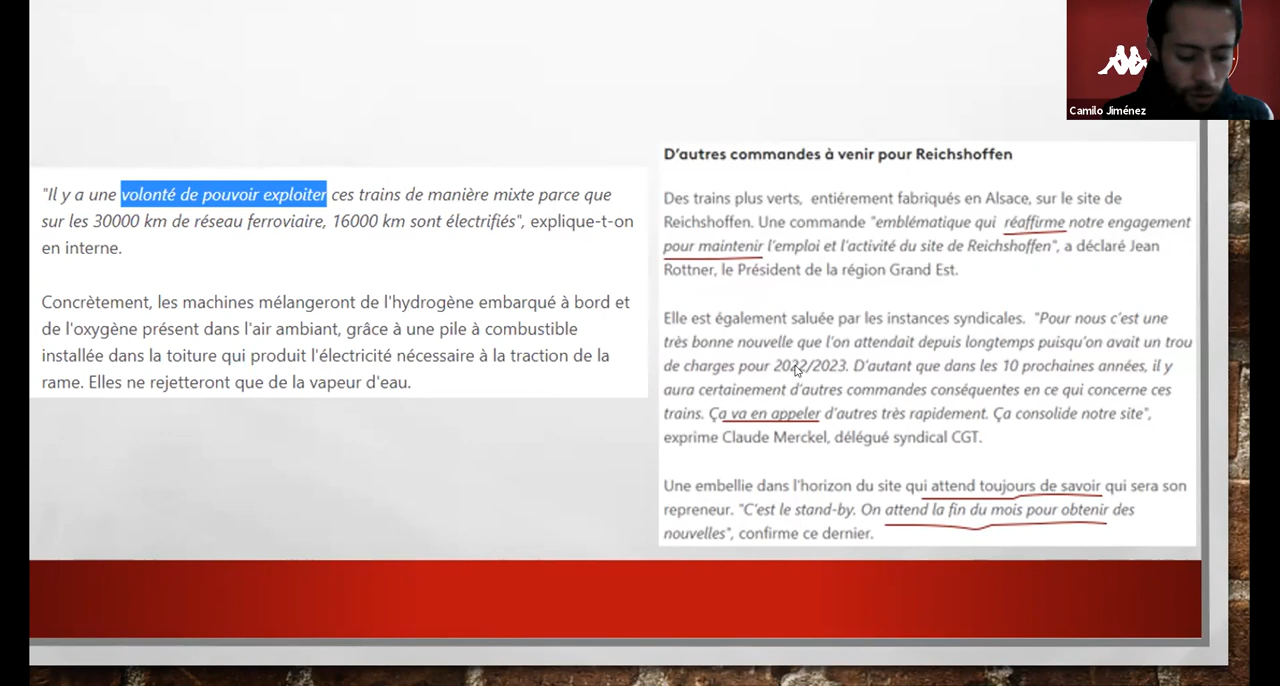 "Il y a une volonté de pouvoir exploiter ces trains de manière mixte parce que
sur les 30000 km de réseau ferroviaire, 16000 km sont électrifiés", explique-t-on
en interne.
Concrètement, les machines mélangeront de l'hydrogène embarqué à bord et
de l'oxygène présent dans l'air ambiant, grâce à une pile à combustible
installée dans la toiture qui produit l'électricité nécessaire à la traction de la
rame. Elles ne rejetteront que de la vapeur d'eau.
D'autres commandes à venir pour Reichshoffen
Des trains plus verts, entiérement fabriqués en Alsace, sur le site de
Reichshoffen. Une commande "emblématique qui réaffirme notre engagement
pour maintenir l'emploi et l'activité du site de Reichshoffen", a déclaré Jean
Rottner, le Président de la région Grand Est.
Elle est également saluée par les instances syndicales. "Pour nous c'est une
très bonne nouvelle que l'on attendait depuis longtemps puisqu'on avait un trou
de charges pour 2022/2023. D'autant que dans les 10 prochaines années, il y
aura certainement d'autres commandes conséquentes en ce qui concerne ces
trains. Ça va en appeler d'autres très rapidement. Ça consolide notre site",
exprime Claude Merckel, délégué syndical CGT.
Une embellie dans l'horizon du site qui attend toujours de savoir qui sera son
repreneur. "C'est le stand-by. On attend la fin du mois pour obtenir des
nouvelles", confirme ce dernier.
Camilo Jiménez